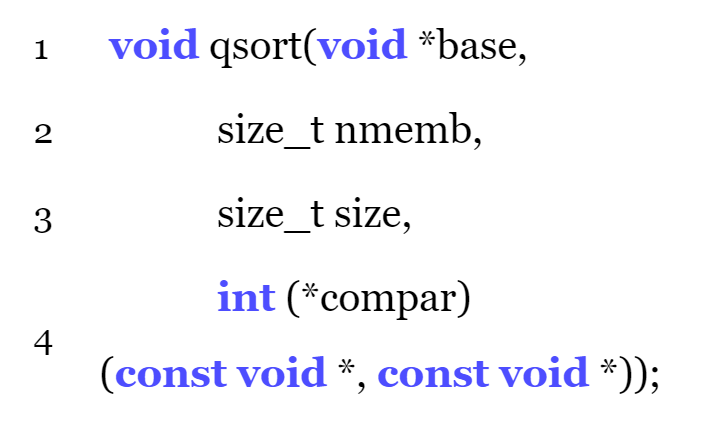 1 void qsort(void *base,
2 size_t nmemb,
3 size_t size,
4 int (*compar)
(const void *, const void *));